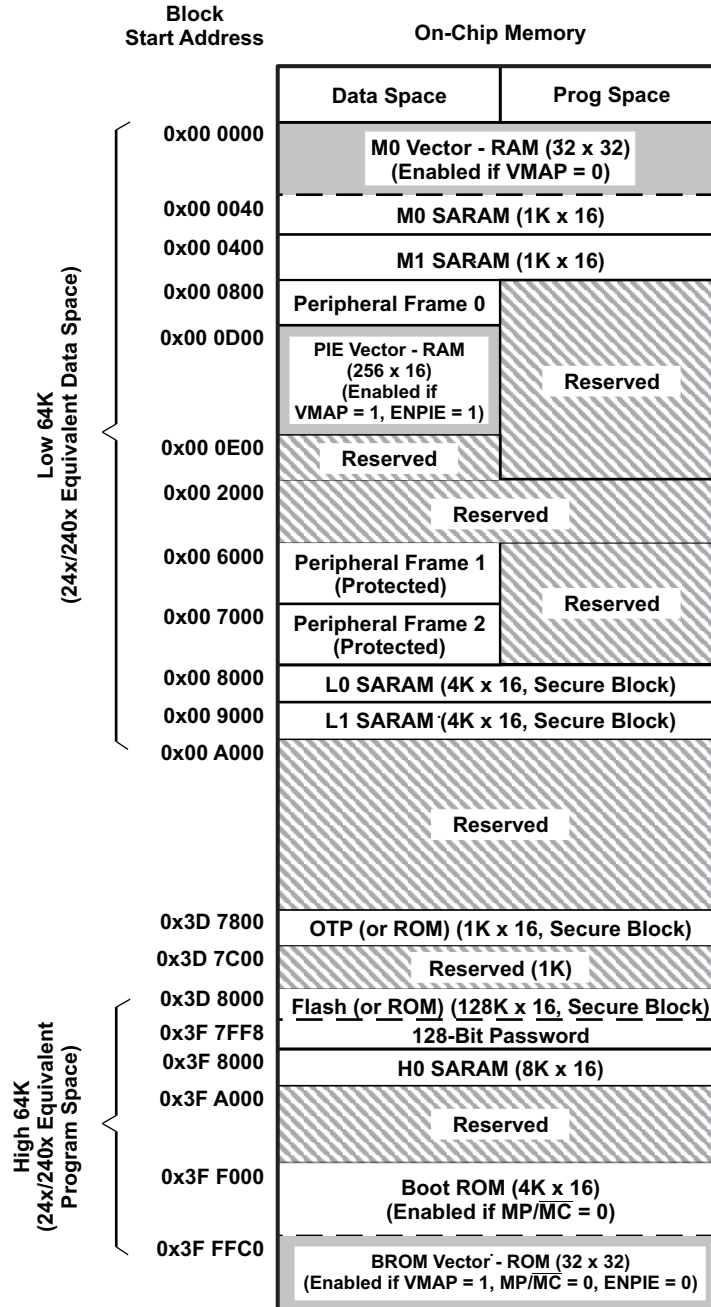 Block
Start Address
On-Chip Memory
Data Space
Prog Space
0x00 0000
M0 Vector - RAM (32 x 32)
(Enabled if VMAP = 0)
0x00 0040
M0 SARAM (1K x 16)
0x00 0400
M1 SARAM (1K x 16)
0x00 0800
Peripheral Frame 0
0x00 0D00
PIE Vector - RAM
(256 x 16)
(Enabled if
VMAP = 1, ENPIE = 1)
Reserved
0x00 0E00
Reserved
0x00 2000
Reserved
0x00 6000
Peripheral Frame 1
(Protected)
Reserved
0x00 7000
Peripheral Frame 2
(Protected)
0x00 8000
L0 SARAM (4K x 16, Secure Block)
0x00 9000
L1 SARAM (4K x 16, Secure Block)
0x00 A000
Reserved
Low 64K
(24x/240x Equivalent Data Space)
0x3D 7800
OTP (or ROM) (1K x 16, Secure Block)
0x3D 7C00
Reserved (1K)
0x3D 8000
Flash (or ROM) (128K x 16, Secure Block)
0x3F 7FF8
128-Bit Password
0x3F 8000
H0 SARAM (8K x 16)
0x3F A000
Reserved
0x3F F000
Boot ROM (4K x 16)
(Enabled if MP/MC = 0)
0x3F FFC0
BROM Vector - ROM (32 x 32)
(Enabled if VMAP = 1, MP/MC = 0, ENPIE = 0)
High 64K
(24x/240x Equivalent
Program Space)